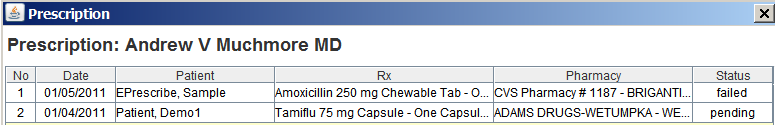 Prescription
Prescription: Andrew V Muchmore MD
No Date Patient Rx Pharmacy Status
1 01/05/2011 EPrescribe, Sample Amoxicillin 250 mg Chewable Tab - O... CVS Pharmacy # 1187 - BRIGANTI... failed
2 01/04/2011 Patient, Demo1 Tamiflu 75 mg Capsule - One Capsul... ADAMS DRUGS-WETUMPKA - WE... pending